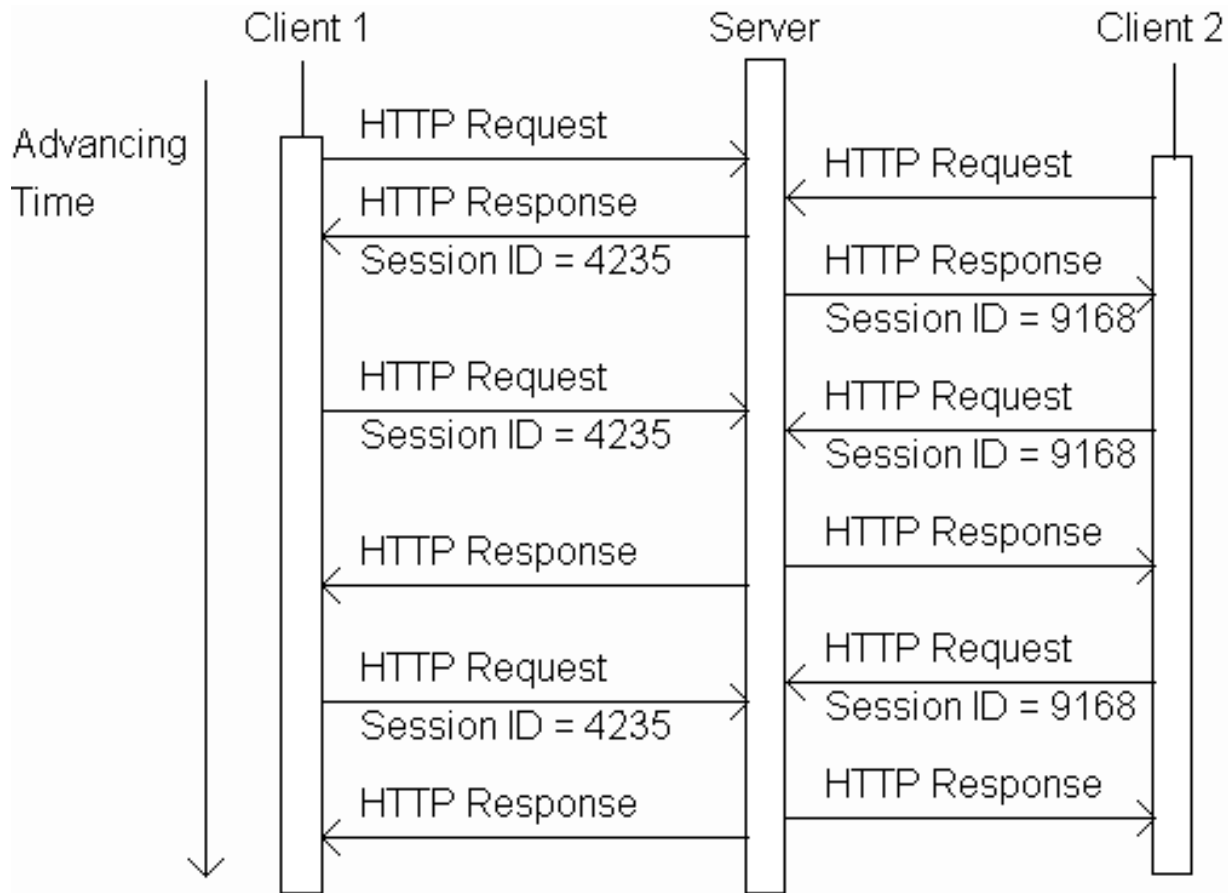 Client 1
Server
Client 2
Advancing
Time
HTTP Request
HTTP Request
HTTP Response
Session ID = 4235
HTTP Response
Session ID = 9168
HTTP Request
Session ID = 4235
HTTP Request
Session ID = 9168
HTTP Response
HTTP Response
HTTP Request
Session ID = 9168
HTTP Request
Session ID = 4235
HTTP Response
HTTP Response